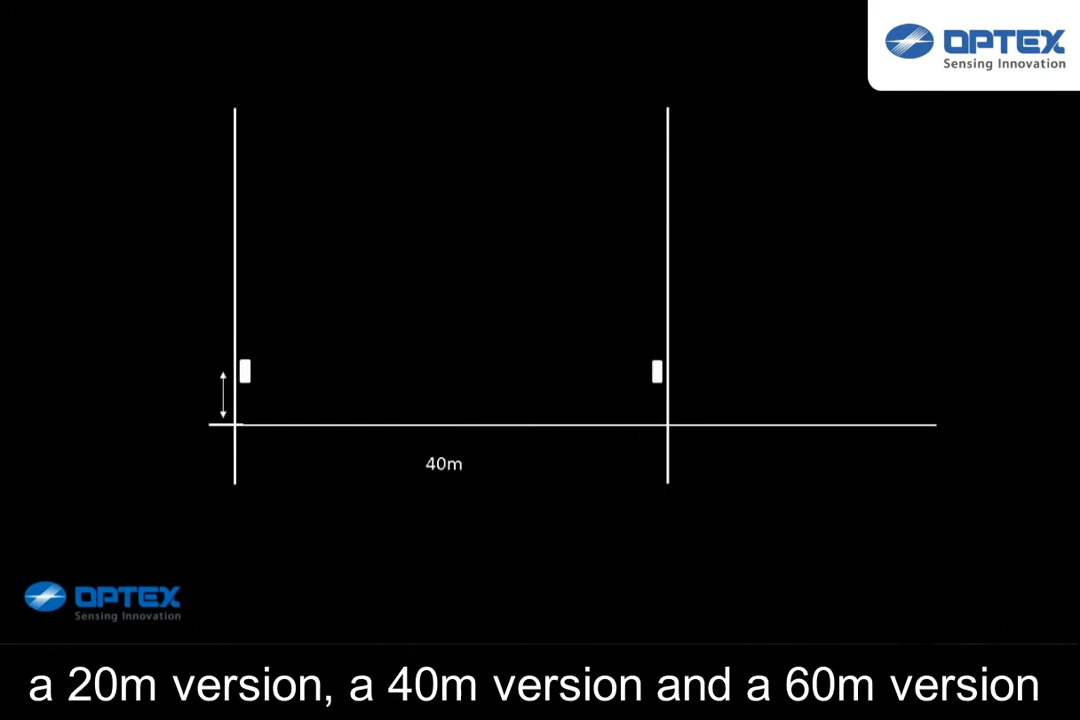 OPTEX
Sensing Innovation
40m
OPTEX
Sensing Innovation
a 20m version, a 40m version and a 60m version